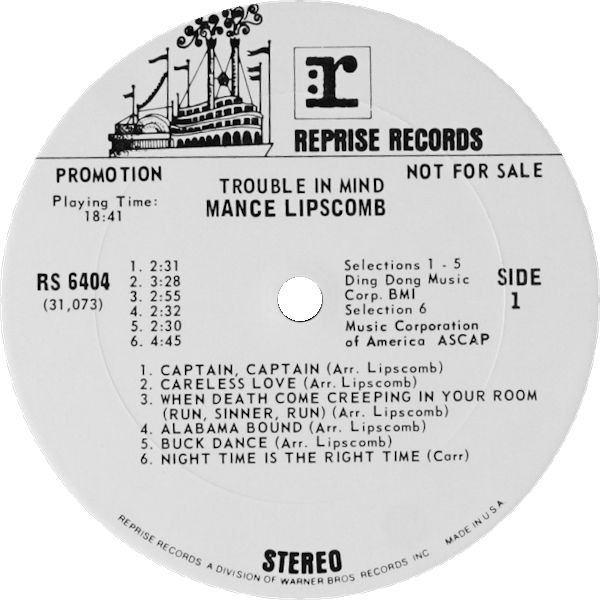 r
REPRISE RECORDS
PROMOTION
NOT FOR SALE
Playing Time:
18:41
TROUBLE IN MIND
MANCE LIPSCOMB
RS 6404
(31,073)
1. 2:31
2. 3:28
3. 2:55
4. 2:32
5. 2:30
6. 4:45
Selections 1 - 5
Ding Dong Music
Corp. BMI
Selection 6
Music Corporation
of America ASCAP
SIDE
1
1. CAPTAIN, CAPTAIN (Arr. Lipscomb)
2. CARELESS LOVE (Arr. Lipscomb)
3. WHEN DEATH COME CREEPING IN YOUR ROOM
(RUN, SINNER, RUN) (Arr. Lipscomb)
4. ALABAMA BOUND (Arr. Lipscomb)
5. BUCK DANCE (Arr. Lipscomb)
6. NIGHT TIME IS THE RIGHT TIME (Carr)
STEREO
REPRISE RECORDS A DIVISION OF WARNER BROS. RECORDS INC. MADE IN U.S.A.